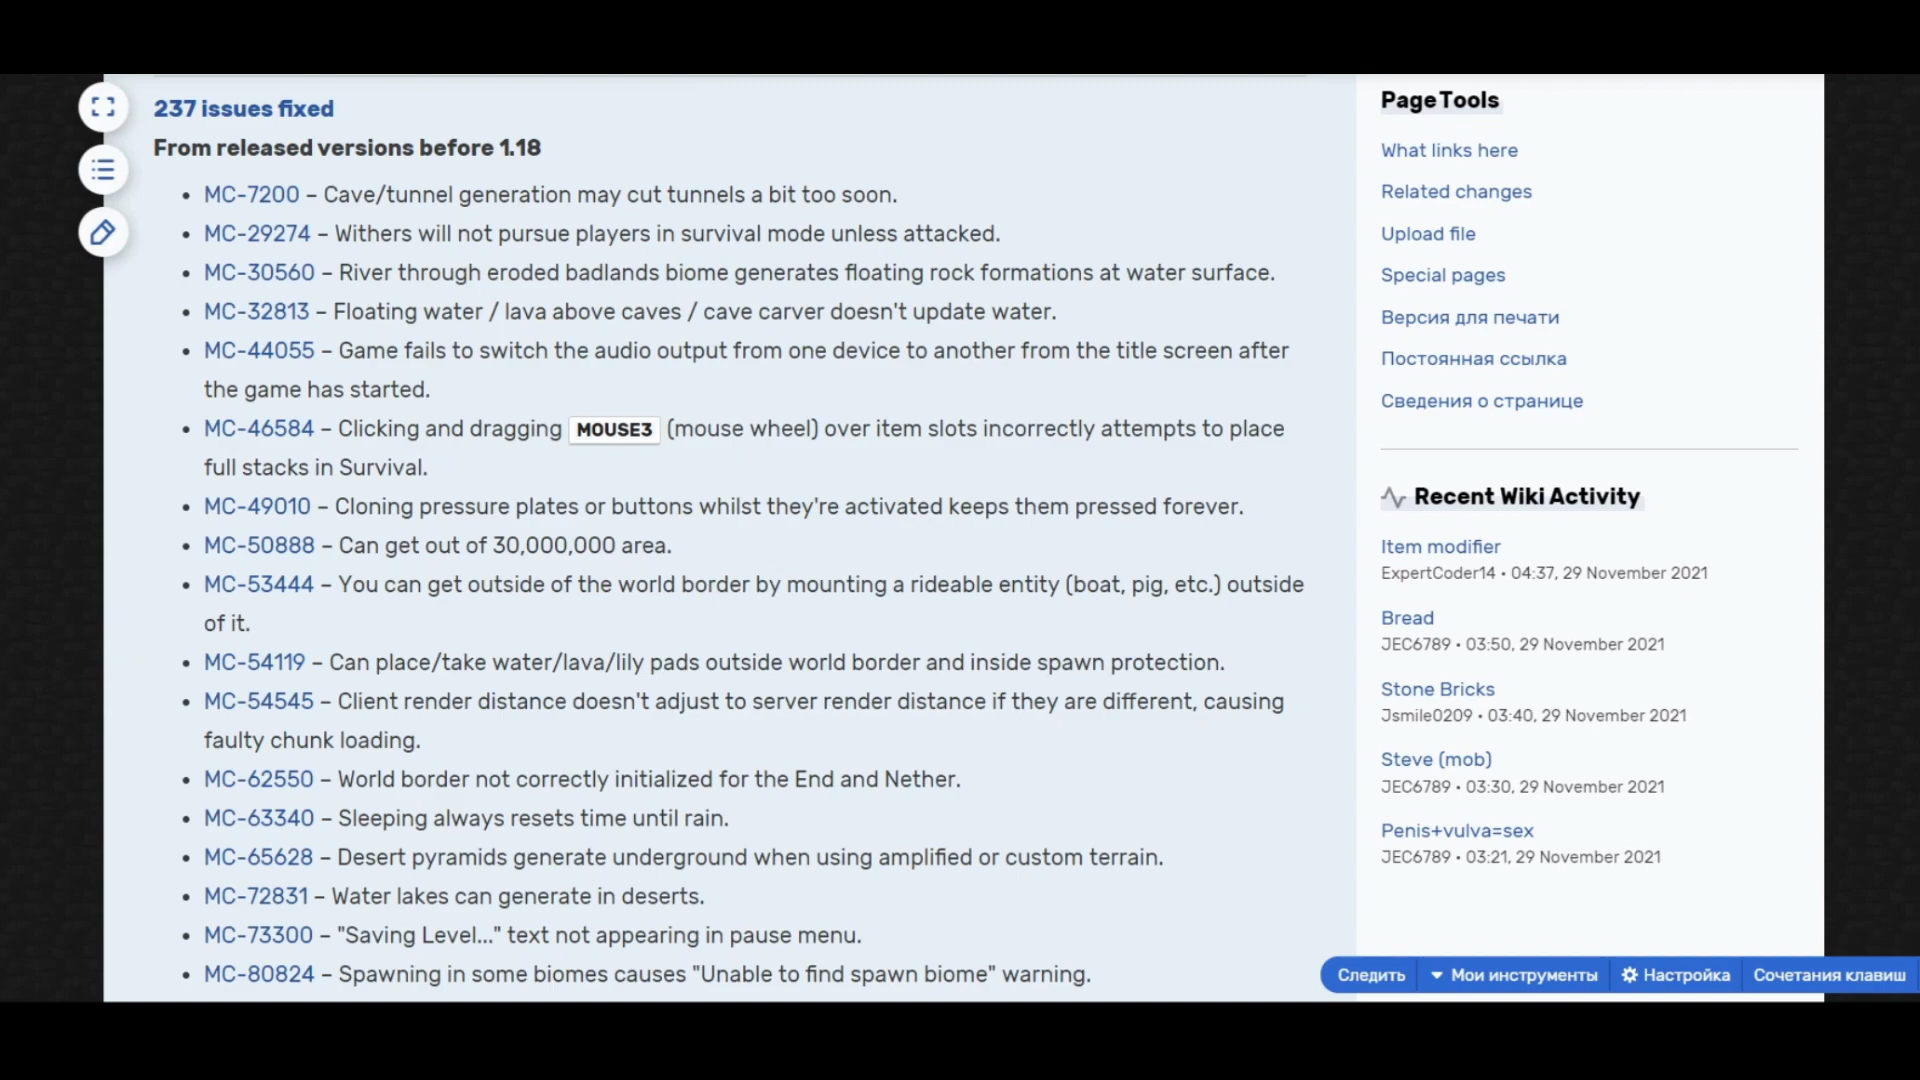 237 issues fixed
From released versions before 1.18
MC-7200 – Cave/tunnel generation may cut tunnels a bit too soon.
MC-29274 – Withers will not pursue players in survival mode unless attacked.
MC-30560 – River through eroded badlands biome generates floating rock formations at water surface.
MC-32813 – Floating water / lava above caves / cave carver doesn't update water.
MC-44055 – Game fails to switch the audio output from one device to another from the title screen after
the game has started.
MC-46584 – Clicking and dragging MOUSE3 (mouse wheel) over item slots incorrectly attempts to place
full stacks in Survival.
MC-49010 – Cloning pressure plates or buttons whilst they're activated keeps them pressed forever.
MC-50888 – Can get out of 30,000,000 area.
MC-53444 – You can get outside of the world border by mounting a rideable entity (boat, pig, etc.) outside
of it.
MC-54119 – Can place/take water/lava/lily pads outside world border and inside spawn protection.
MC-54545 – Client render distance doesn't adjust to server render distance if they are different, causing
faulty chunk loading.
MC-62550 – World border not correctly initialized for the End and Nether.
MC-63340 – Sleeping always resets time until rain.
MC-65628 – Desert pyramids generate underground when using amplified or custom terrain.
MC-72831 – Water lakes can generate in deserts.
MC-73300 – "Saving Level..." text not appearing in pause menu.
MC-80824 – Spawning in some biomes causes "Unable to find spawn biome" warning.
Page Tools
What links here
Related changes
Upload file
Special pages
Версия для печати
Постоянная ссылка
Сведения о странице
Recent Wiki Activity
Item modifier
ExpertCoder14 • 04:37, 29 November 2021
Bread
JEC6789 • 03:50, 29 November 2021
Stone Bricks
Jsmile0209 • 03:40, 29 November 2021
Steve (mob)
JEC6789 • 03:30, 29 November 2021
Penis+vulva=sex
JEC6789 • 03:21, 29 November 2021
Следить Мои инструменты Настройка Сочетания клавиш